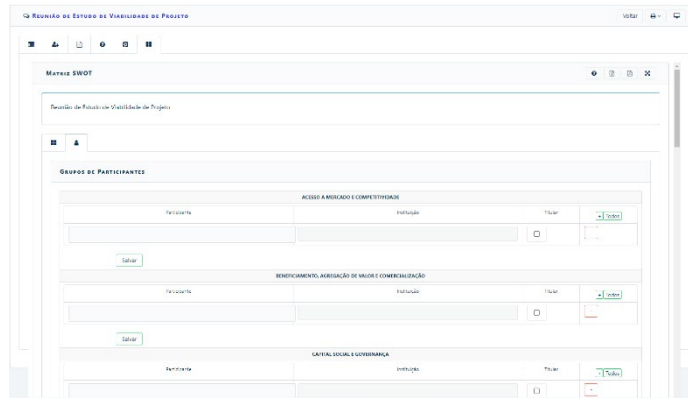 REUNIÃO DE ESTUDO DE VIABILIDADE DE PROJETO
Voltar
MATRIZ SWOT
Reunião de Estudo de Viabilidade de Projeto
GRUPOS DE PARTICIPANTES
ACESSO A MERCADO E COMPETITIVIDADE
Participante Instituição Titular + Todos
Salvar
BENEFICIAMENTO, AGREGAÇÃO DE VALOR E COMERCIALIZAÇÃO
Participante Instituição Titular + Todos
Salvar
CAPITAL SOCIAL E GOVERNANÇA
Participante Instituição Titular + Todos